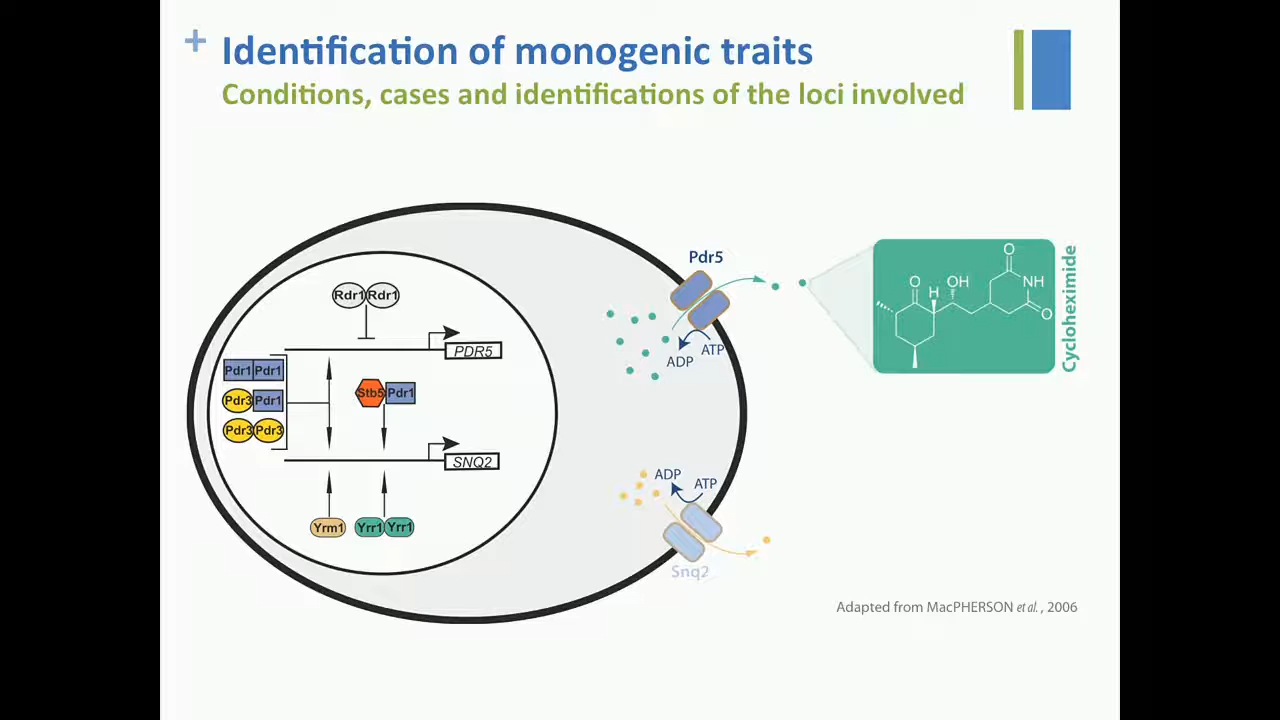 +
Identification of monogenic traits
Conditions, cases and identifications of the loci involved
Pdr5
Rdr1 Rdr1
PDR5
ATP
ADP
Pdr1 Pdr1
Pdr3 Pdr1
Pdr3 Pdr3
Stb5 Pdr1
SNQ2
Yrm1
Yrr1 Yrr1
ADP
ATP
Snq2
O
OH
H
O
NH
O
Cycloheximide
Adapted from MacPHERSON et al. , 2006